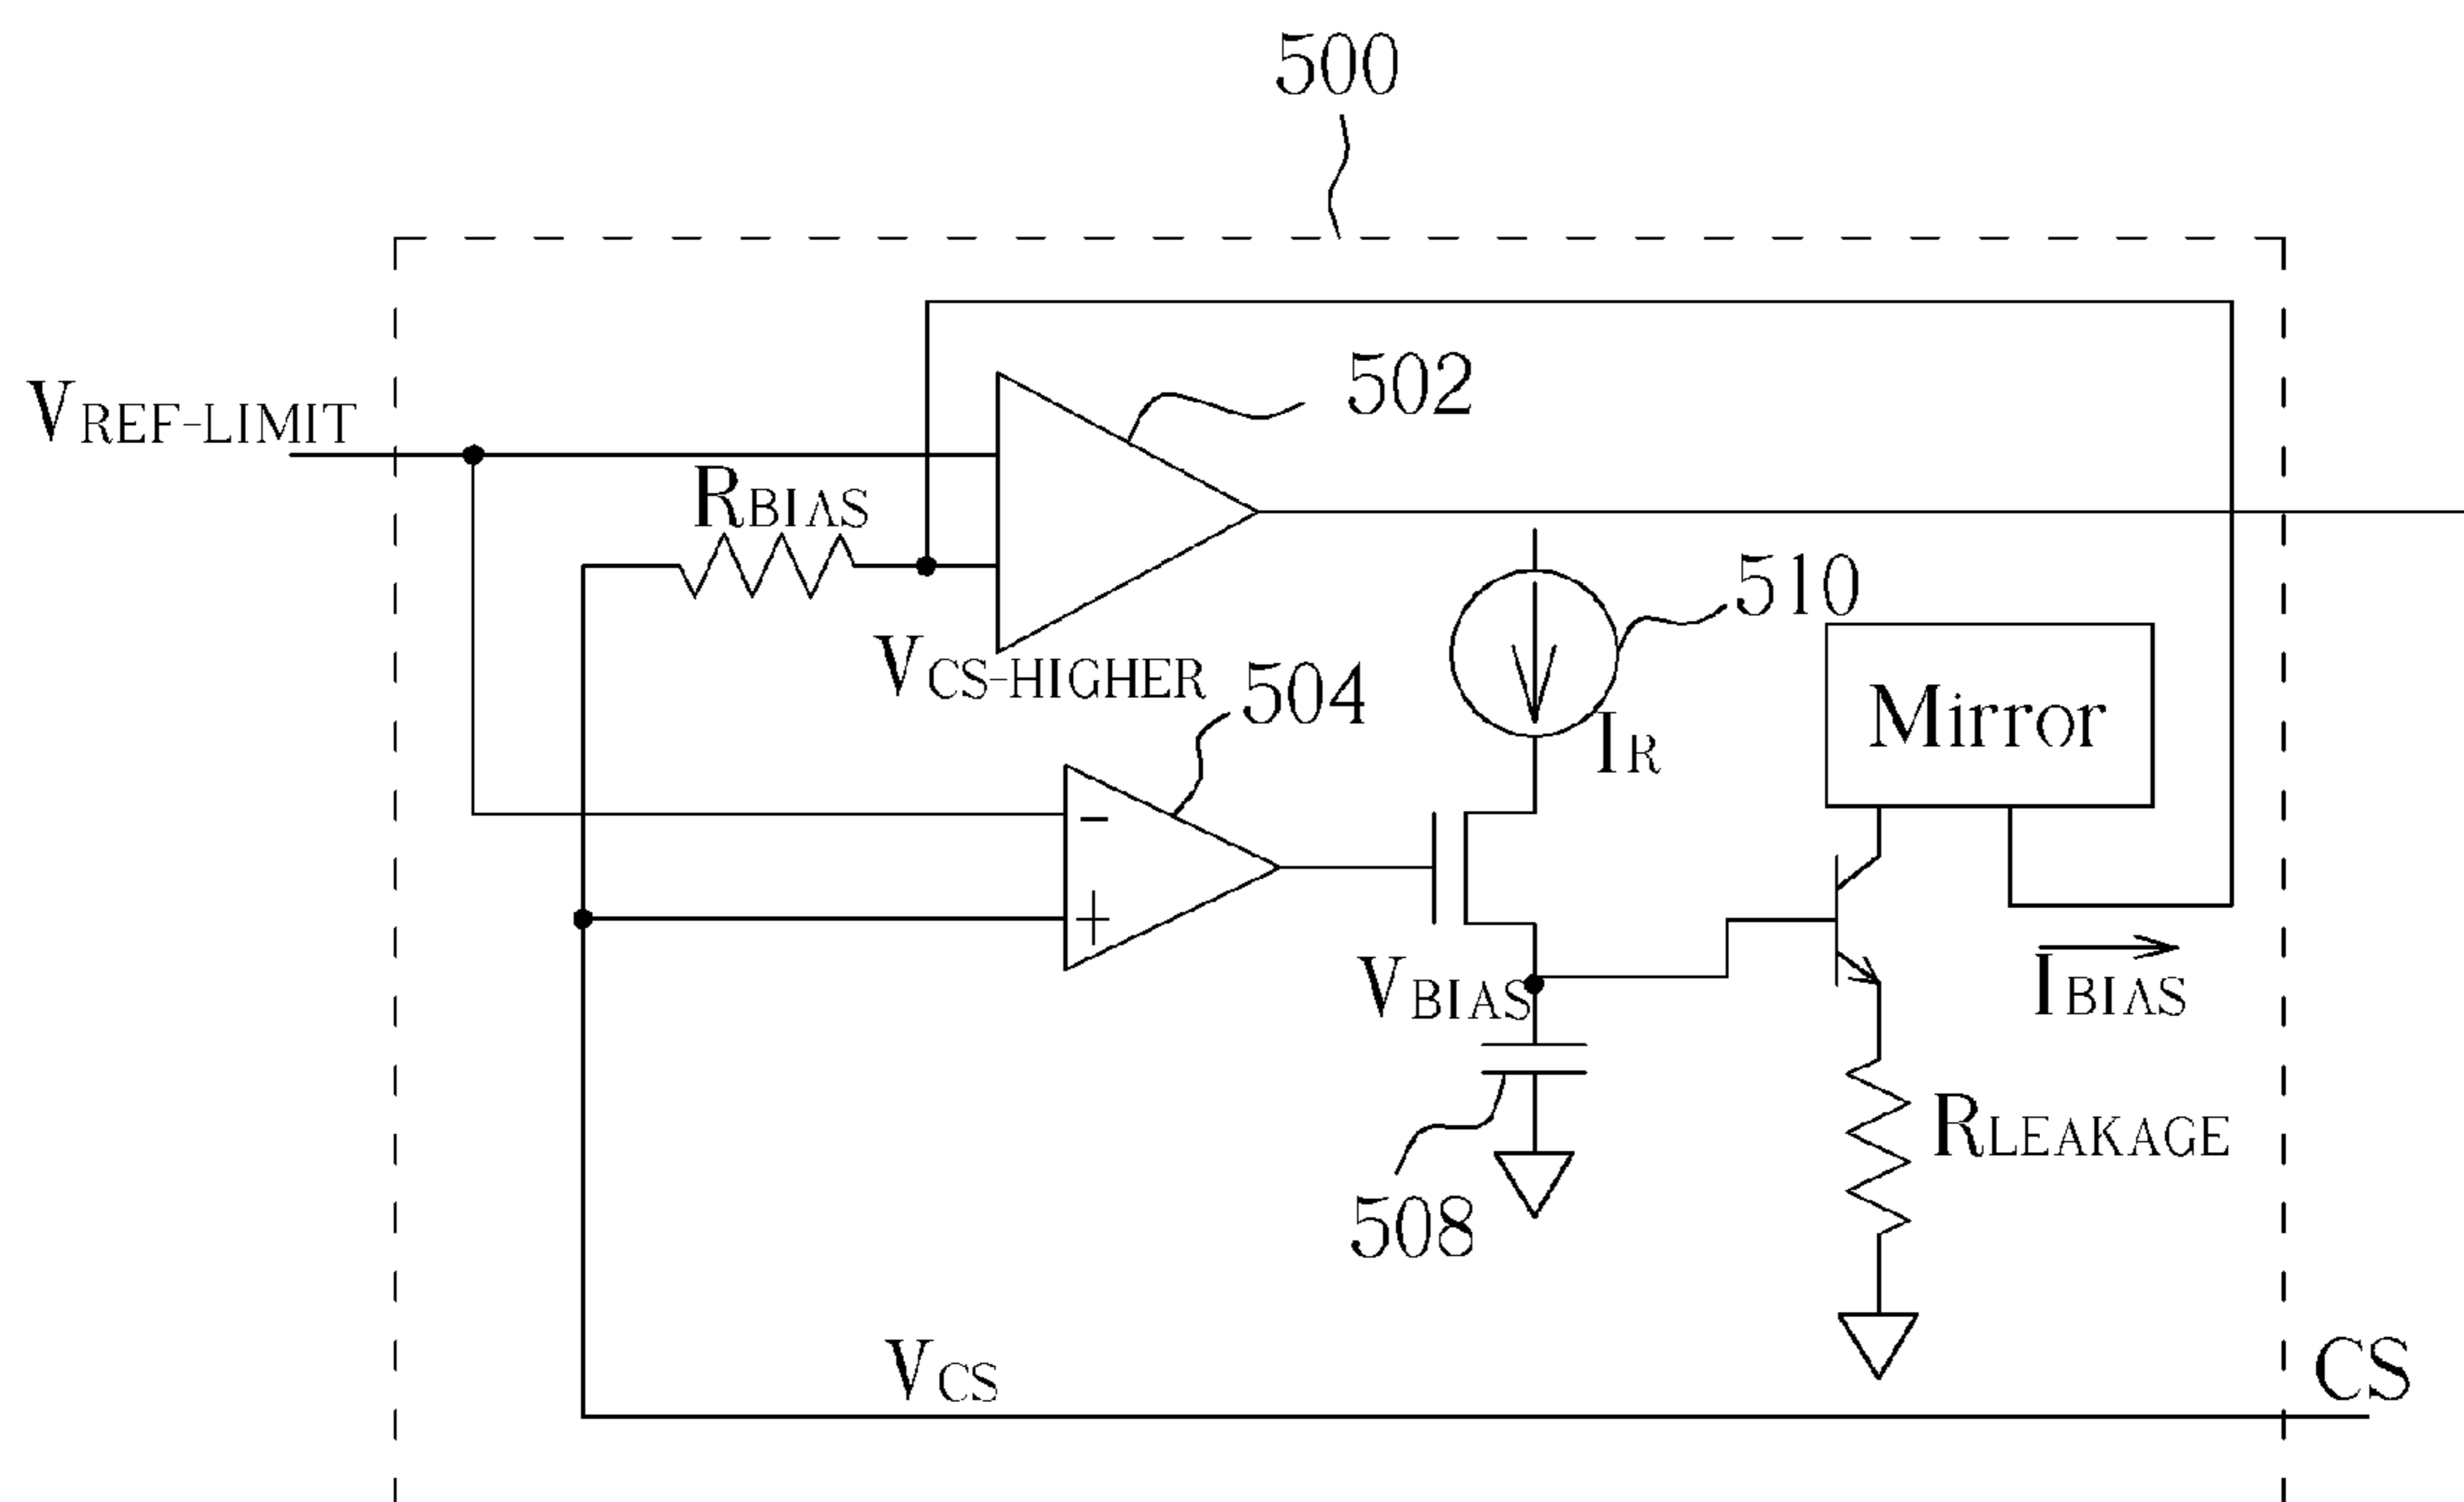 500
502
VREF-LIMIT
RBIAS
510
VCS-HIGHER
504
Mirror
IR
-
+
VBIAS
IBIAS
RLEAKAGE
508
VCS
CS